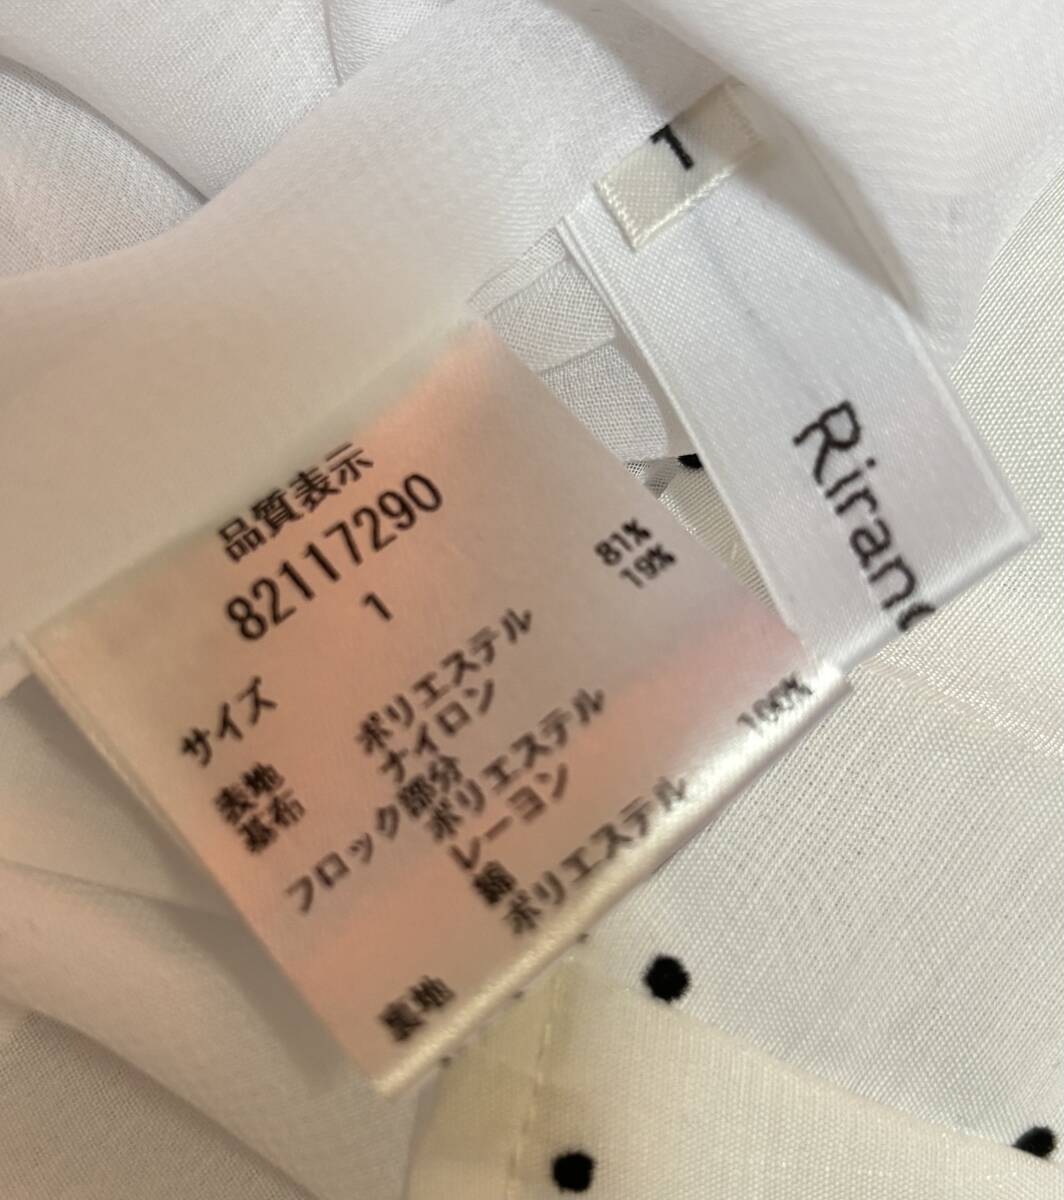 1
Riran
品質表示
82117290
サイズ 1
表地
基布 ポリエステル 81%
ナイロン 19%
フロック部分
ポリエステル
レーヨン
綿
裏地 ポリエステル 100%